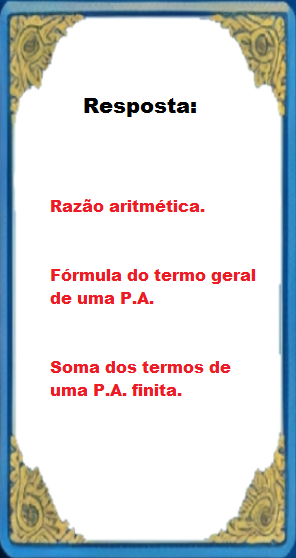 Resposta:
Razão aritmética.
Fórmula do termo geral
de uma P.A.
Soma dos termos de
uma P.A. finita.